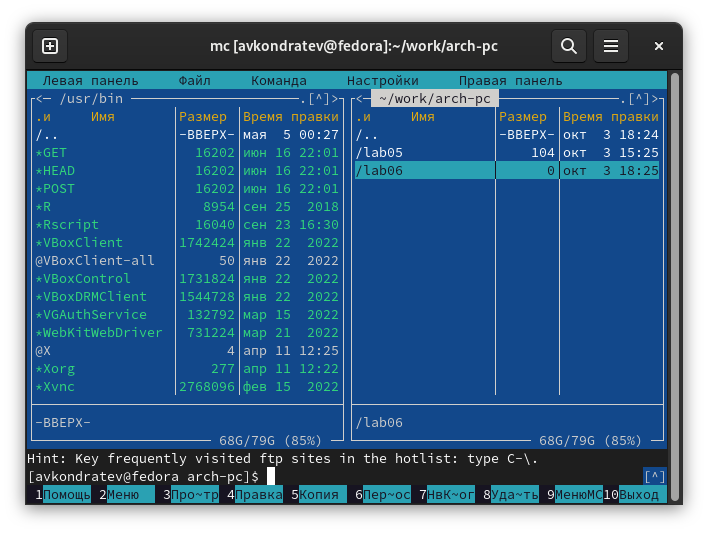 mc [avkondratev@fedora]:~/work/arch-pc
Левая панель Файл Команда Настройки Правая панель
<─ /usr/bin ─.[^]> <─ ~/work/arch-pc ─.[^]>
.и Имя Размер Время правки .и Имя Размер Время правки
/.. -ВВЕРХ- мая 5 00:27 /.. -ВВЕРХ- окт 3 18:24
*GET 16202 июн 16 22:01 /lab05 104 окт 3 15:25
*HEAD 16202 июн 16 22:01 /lab06 0 окт 3 18:25
*POST 16202 июн 16 22:01
*R 8954 сен 25 2018
*Rscript 16040 сен 23 16:30
*VBoxClient 1742424 янв 22 2022
@VBoxClient-all 50 янв 22 2022
*VBoxControl 1731824 янв 22 2022
*VBoxDRMClient 1544728 янв 22 2022
*VGAuthService 132792 мар 15 2022
*WebKitWebDriver 731224 мар 21 2022
@X 4 апр 11 12:25
*Xorg 277 апр 11 12:22
*Xvnc 2768096 фев 15 2022
-ВВЕРХ- /lab06
68G/79G (85%) 68G/79G (85%)
Hint: Key frequently visited ftp sites in the hotlist: type C-\.
[avkondratev@fedora arch-pc]$ [^]
1Помощь 2Меню 3Про~тр 4Правка 5Копия 6Пер~ос 7НвК~ог 8Уда~ть 9МенюМС 10Выход